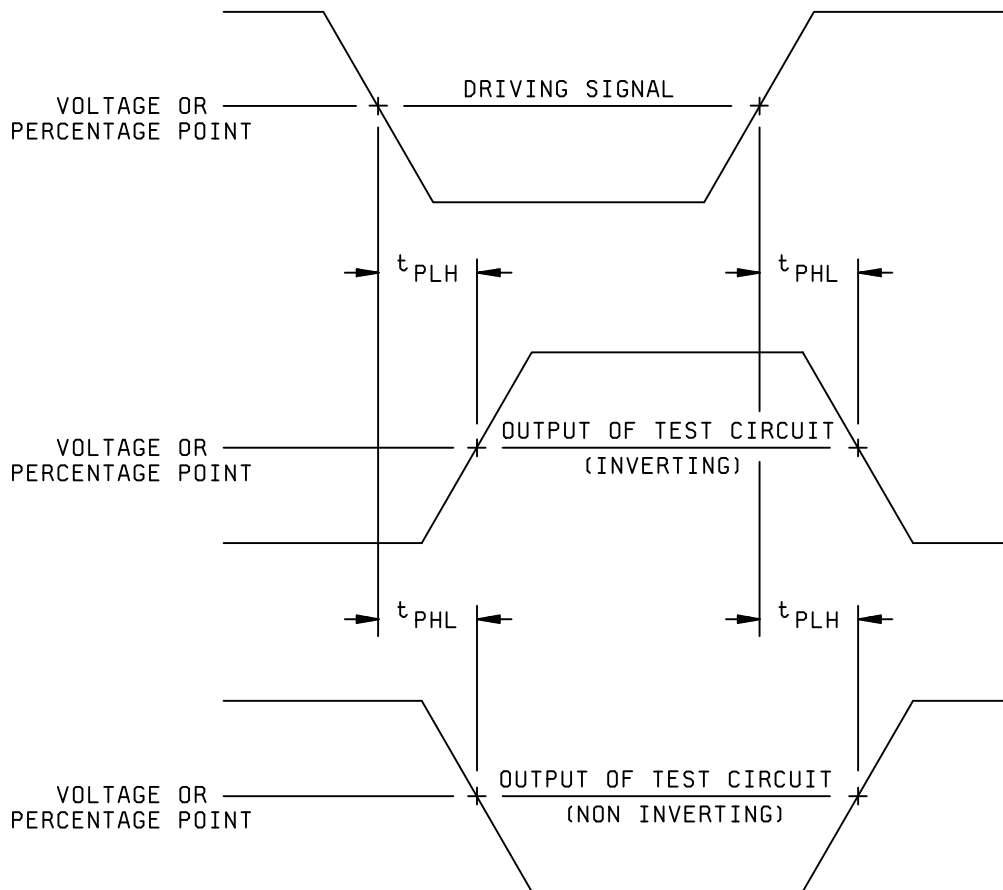 DRIVING SIGNAL
VOLTAGE OR
PERCENTAGE POINT
tPLH
tPHL
OUTPUT OF TEST CIRCUIT
(INVERTING)
VOLTAGE OR
PERCENTAGE POINT
tPHL
tPLH
OUTPUT OF TEST CIRCUIT
(NON INVERTING)
VOLTAGE OR
PERCENTAGE POINT